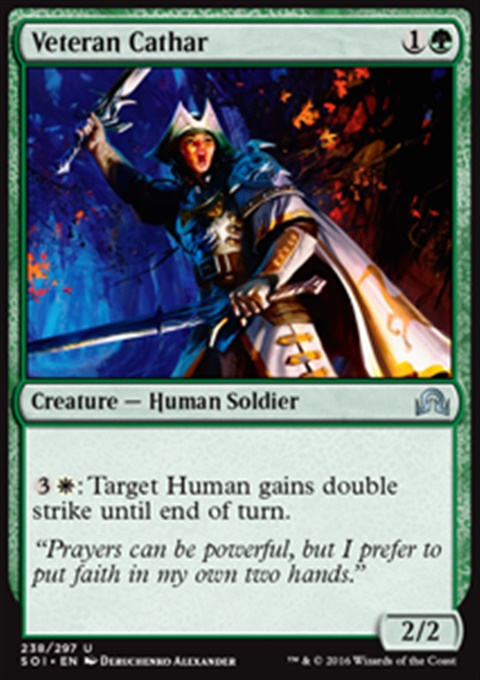 Veteran Cathar 1
Creature — Human Soldier
3 : Target Human gains double
strike until end of turn.
“Prayers can be powerful, but I prefer to
put faith in my own two hands.”
2/2
238/297 U
SOI • EN Deruchenko Alexander
™ & © 2016 Wizards of the Coast